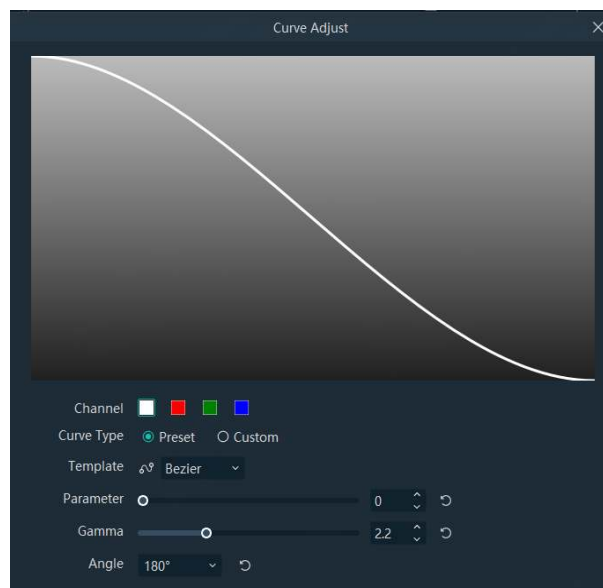 Curve Adjust
Channel
Curve Type Preset Custom
Template Bezier
Parameter 0
Gamma 2.2
Angle 180°